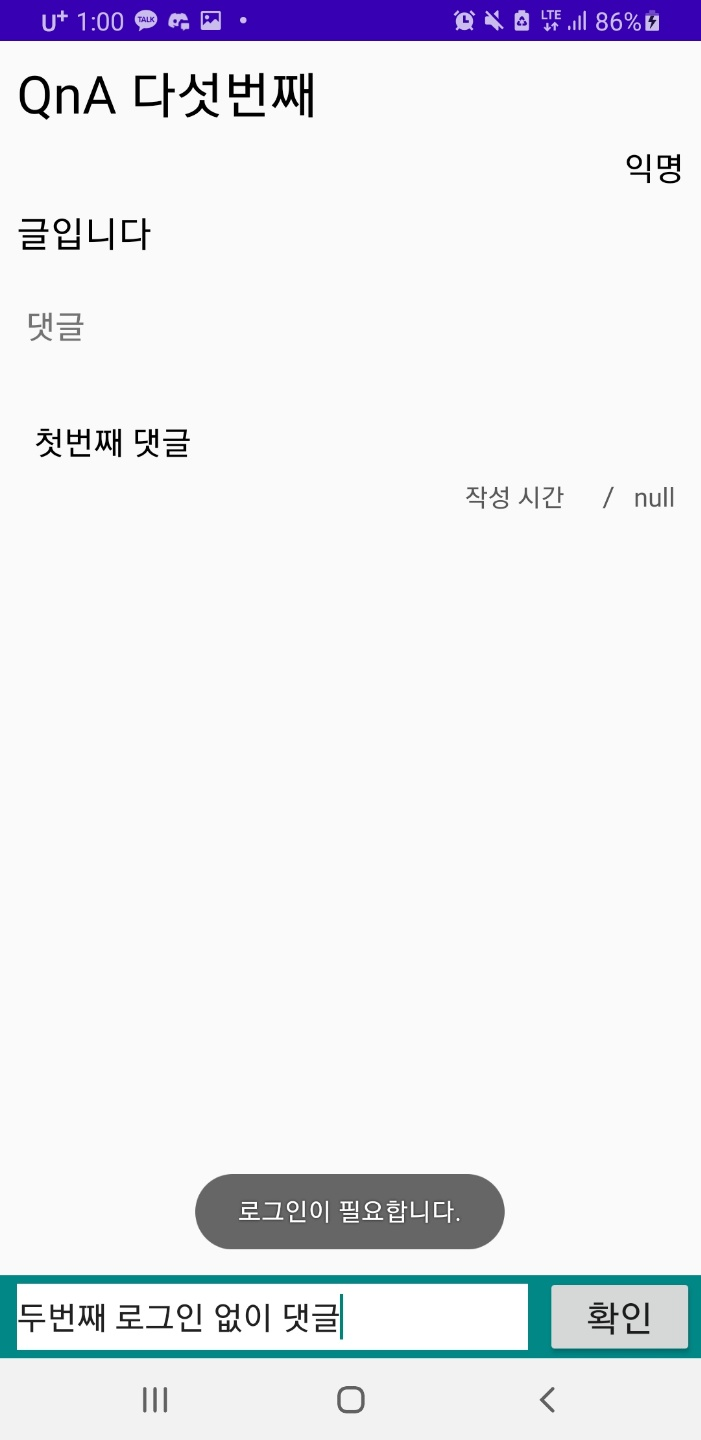 U+ 1:00 TALK LTE 86%
QnA 다섯번째
익명
글입니다
댓글
첫번째 댓글
작성 시간 / null
로그인이 필요합니다.
두번째 로그인 없이 댓글
확인